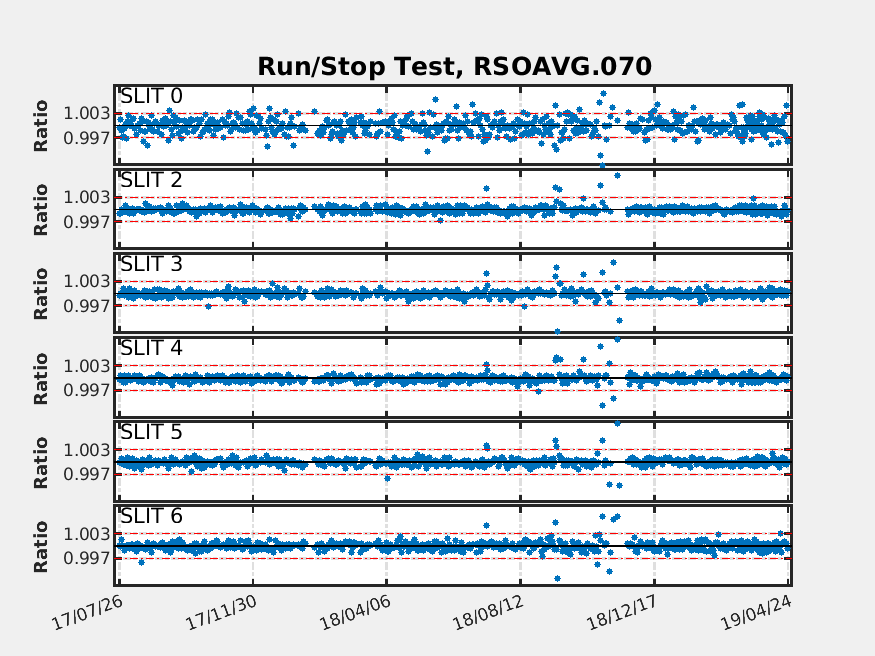 Run/Stop Test, RSOAVG.070
SLIT 0
Ratio
1.003
0.997
SLIT 2
Ratio
1.003
0.997
SLIT 3
Ratio
1.003
0.997
SLIT 4
Ratio
1.003
0.997
SLIT 5
Ratio
1.003
0.997
SLIT 6
Ratio
1.003
0.997
17/07/26 17/11/30 18/04/06 18/08/12 18/12/17 19/04/24